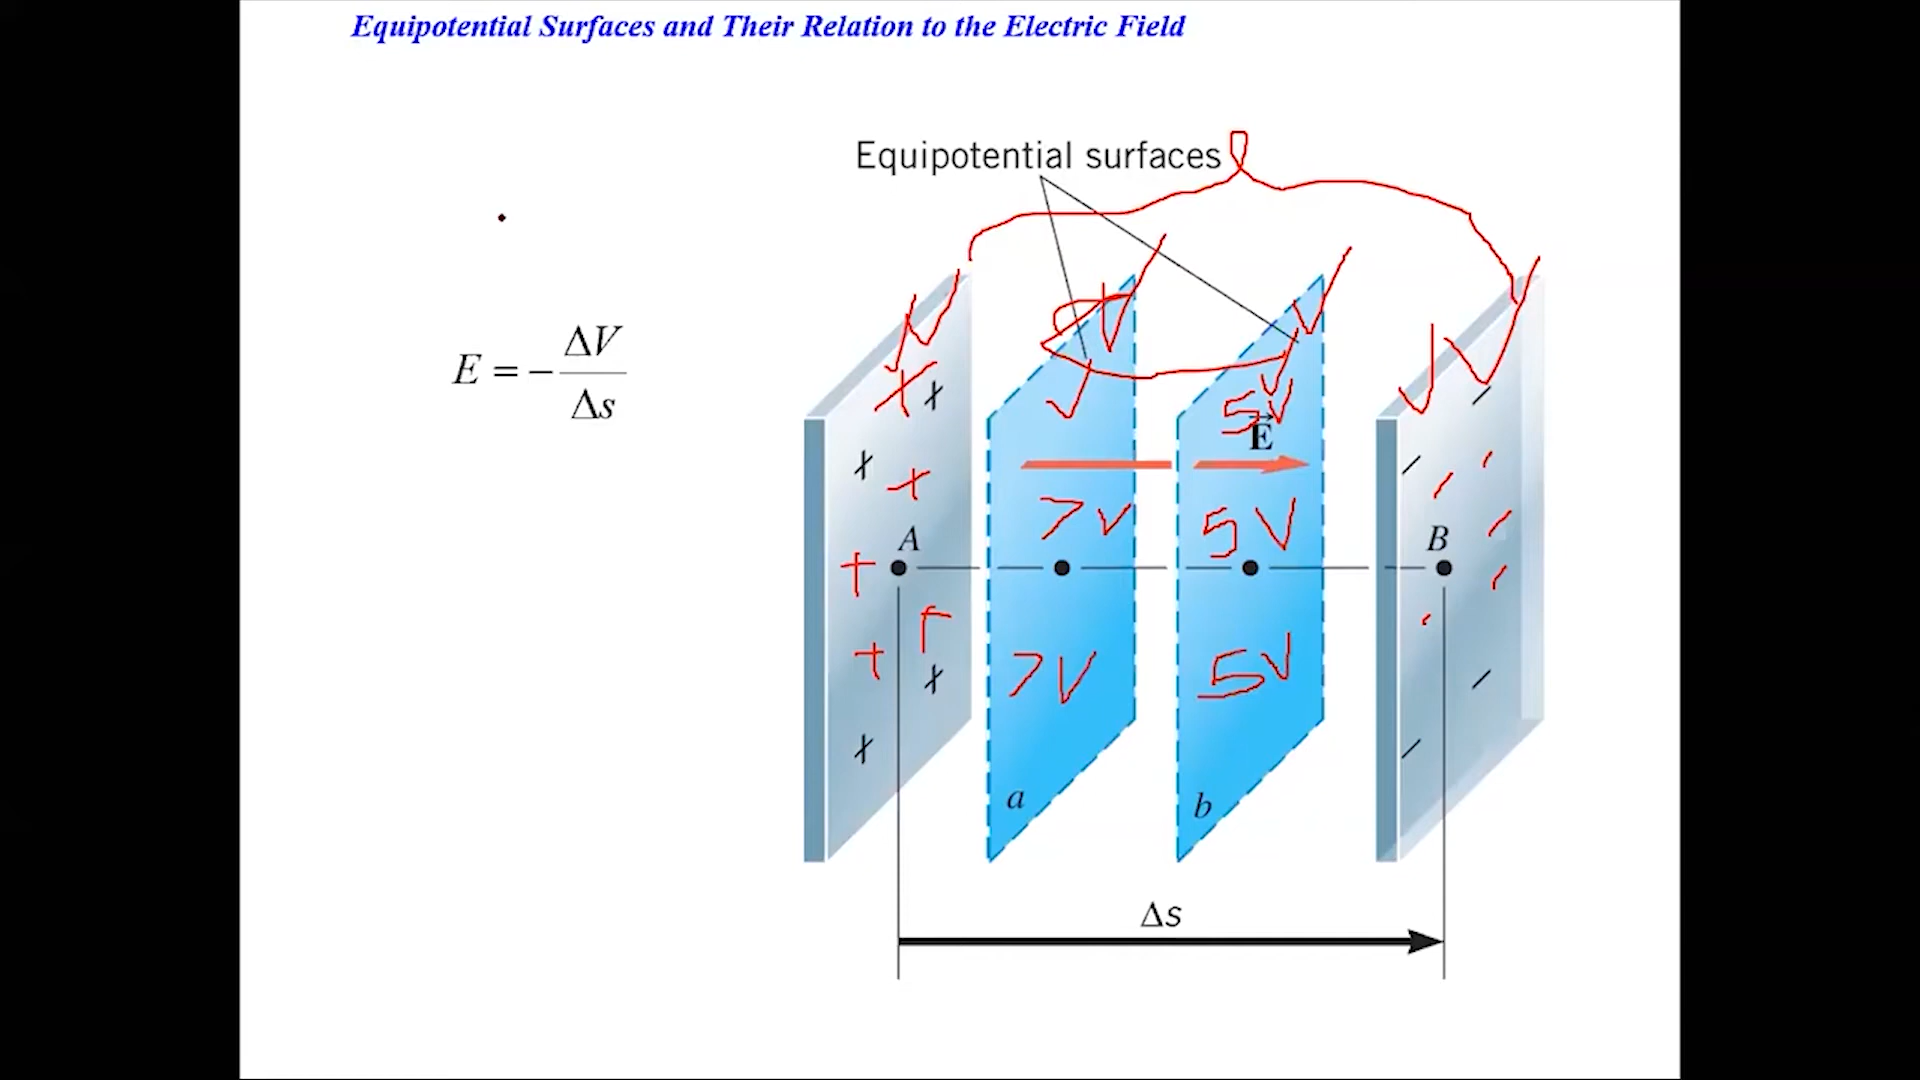 Equipotential Surfaces and Their Relation to the Electric Field
Equipotential surfaces
E = − ΔV / Δs
5V
E
7V 5V
A B
7V 5V
a b
Δs